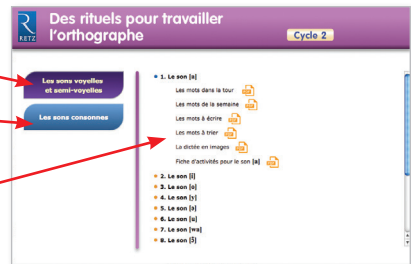 RETZ
Des rituels pour travailler
l'orthographe
Cycle 2
Les sons voyelles
et semi-voyelles
Les sons consonnes
1. Le son [a]
Les mots dans la tour
Les mots de la semaine
Les mots à écrire
Les mots à trier
La dictée en images
Fiche d'activités pour le son [a]
2. Le son [i]
3. Le son [o]
4. Le son [y]
5. Le son [ə]
6. Le son [u]
7. Le son [wa]
8. Le son [ɔ̃]